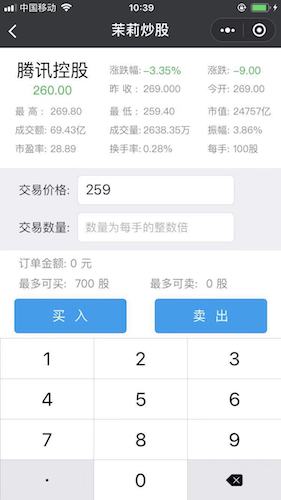 中国移动 10:39
茉莉炒股
腾讯控股 涨跌幅: -3.35% 涨跌: -9.00
260.00 昨 收: 269.000 今开: 269.00
最 高: 269.80 最 低: 259.40 市值: 24757亿
成交额: 69.43亿 成交量: 2638.35万 振幅: 3.86%
市盈率: 28.89 换手率: 0.28% 每手: 100股
交易价格: 259
交易数量: 数量为每手的整数倍
订单金额: 0 元
最多可买: 700 股 最多可卖: 0 股
买 入 卖 出
1 2 3
4 5 6
7 8 9
. 0